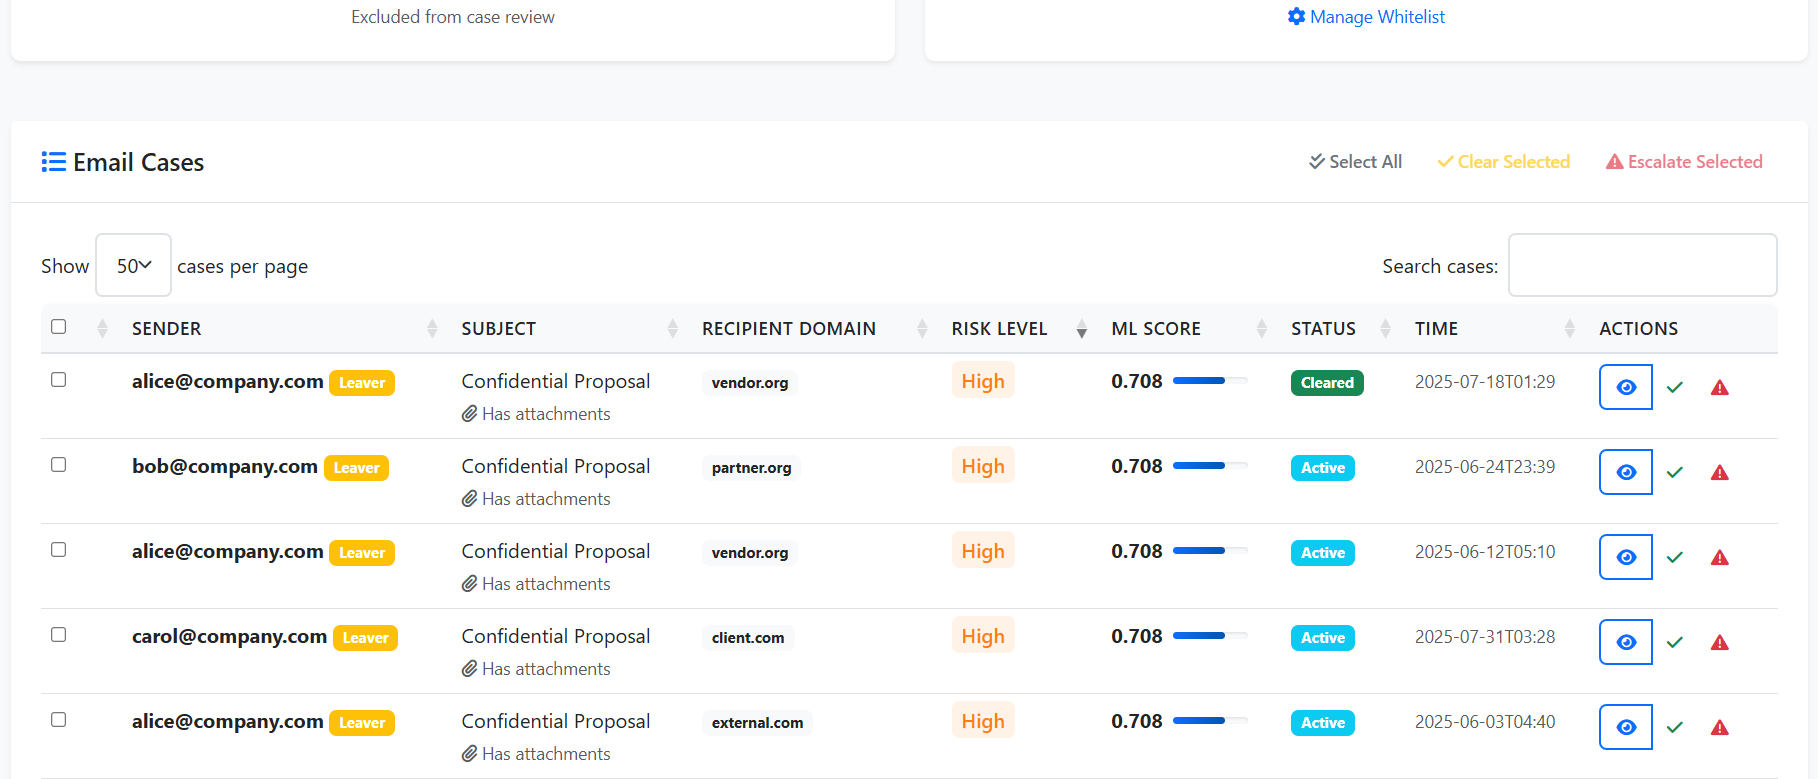 Excluded from case review
Manage Whitelist
Email Cases
Select All Clear Selected Escalate Selected
Show 50 cases per page Search cases:
SENDER SUBJECT RECIPIENT DOMAIN RISK LEVEL ML SCORE STATUS TIME ACTIONS
alice@company.com Leaver Confidential Proposal vendor.org High 0.708 Cleared 2025-07-18T01:29
Has attachments
bob@company.com Leaver Confidential Proposal partner.org High 0.708 Active 2025-06-24T23:39
Has attachments
alice@company.com Leaver Confidential Proposal vendor.org High 0.708 Active 2025-06-12T05:10
Has attachments
carol@company.com Leaver Confidential Proposal client.com High 0.708 Active 2025-07-31T03:28
Has attachments
alice@company.com Leaver Confidential Proposal external.com High 0.708 Active 2025-06-03T04:40
Has attachments